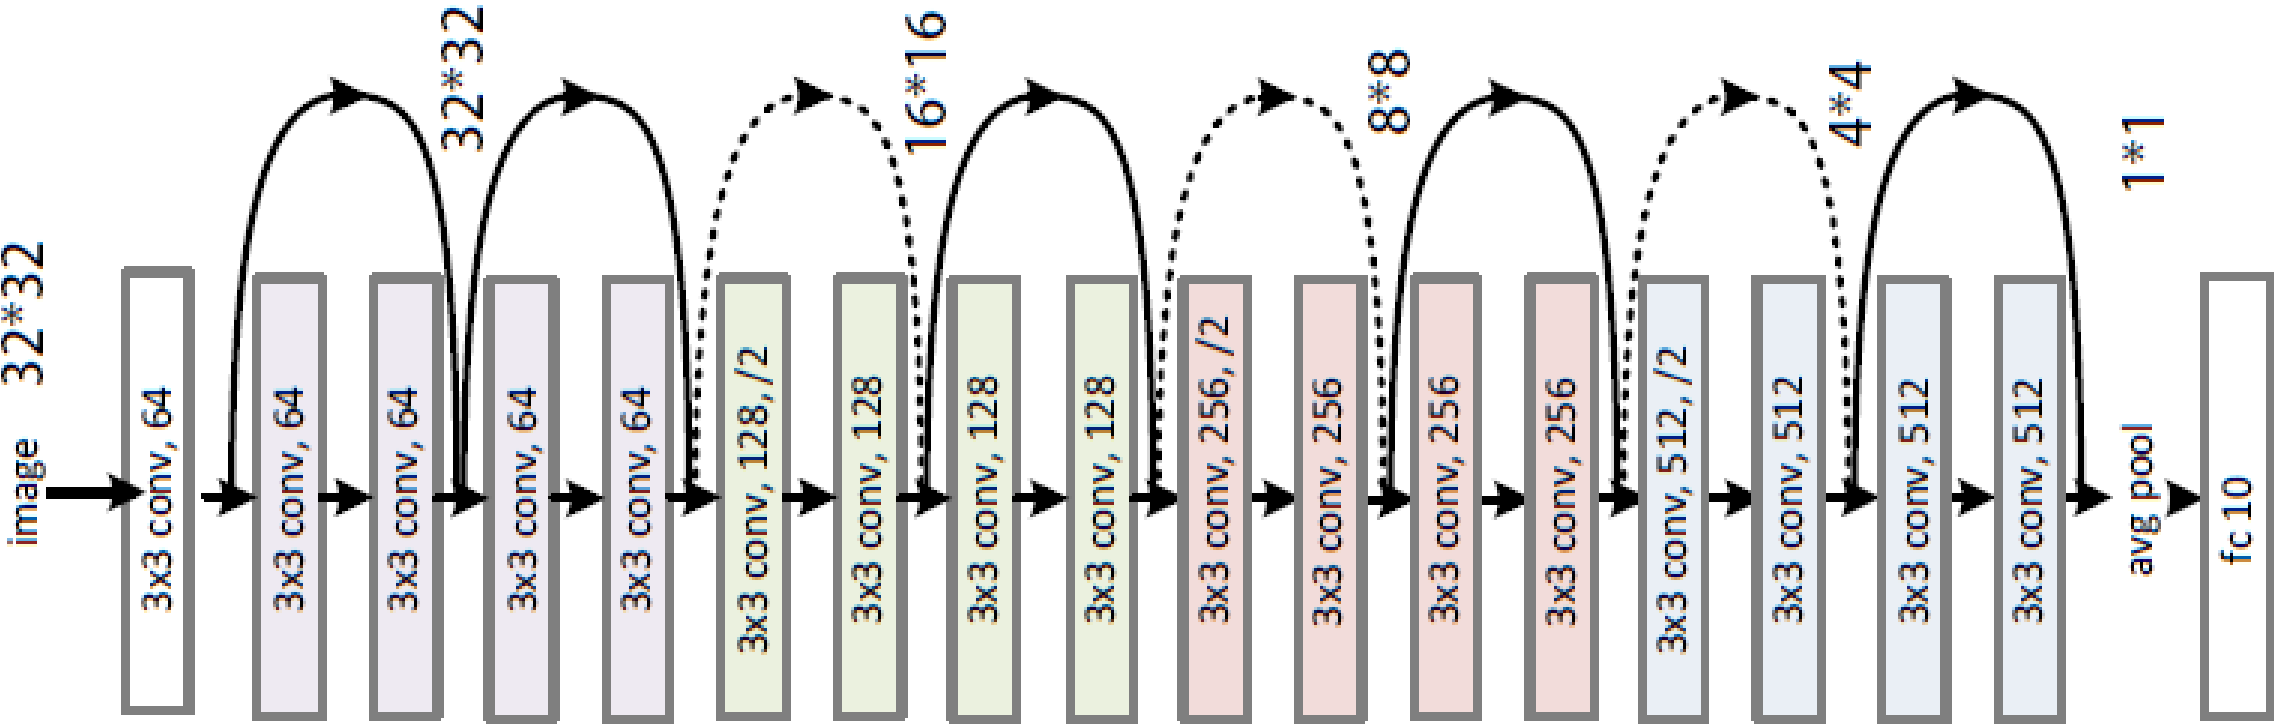 image
32*32
3x3 conv, 64
3x3 conv, 64
3x3 conv, 64
32*32
3x3 conv, 64
3x3 conv, 64
3x3 conv, 128, /2
3x3 conv, 128
16*16
3x3 conv, 128
3x3 conv, 128
3x3 conv, 256, /2
3x3 conv, 256
8*8
3x3 conv, 256
3x3 conv, 256
3x3 conv, 512, /2
3x3 conv, 512
4*4
3x3 conv, 512
3x3 conv, 512
avg pool
1*1
fc 10